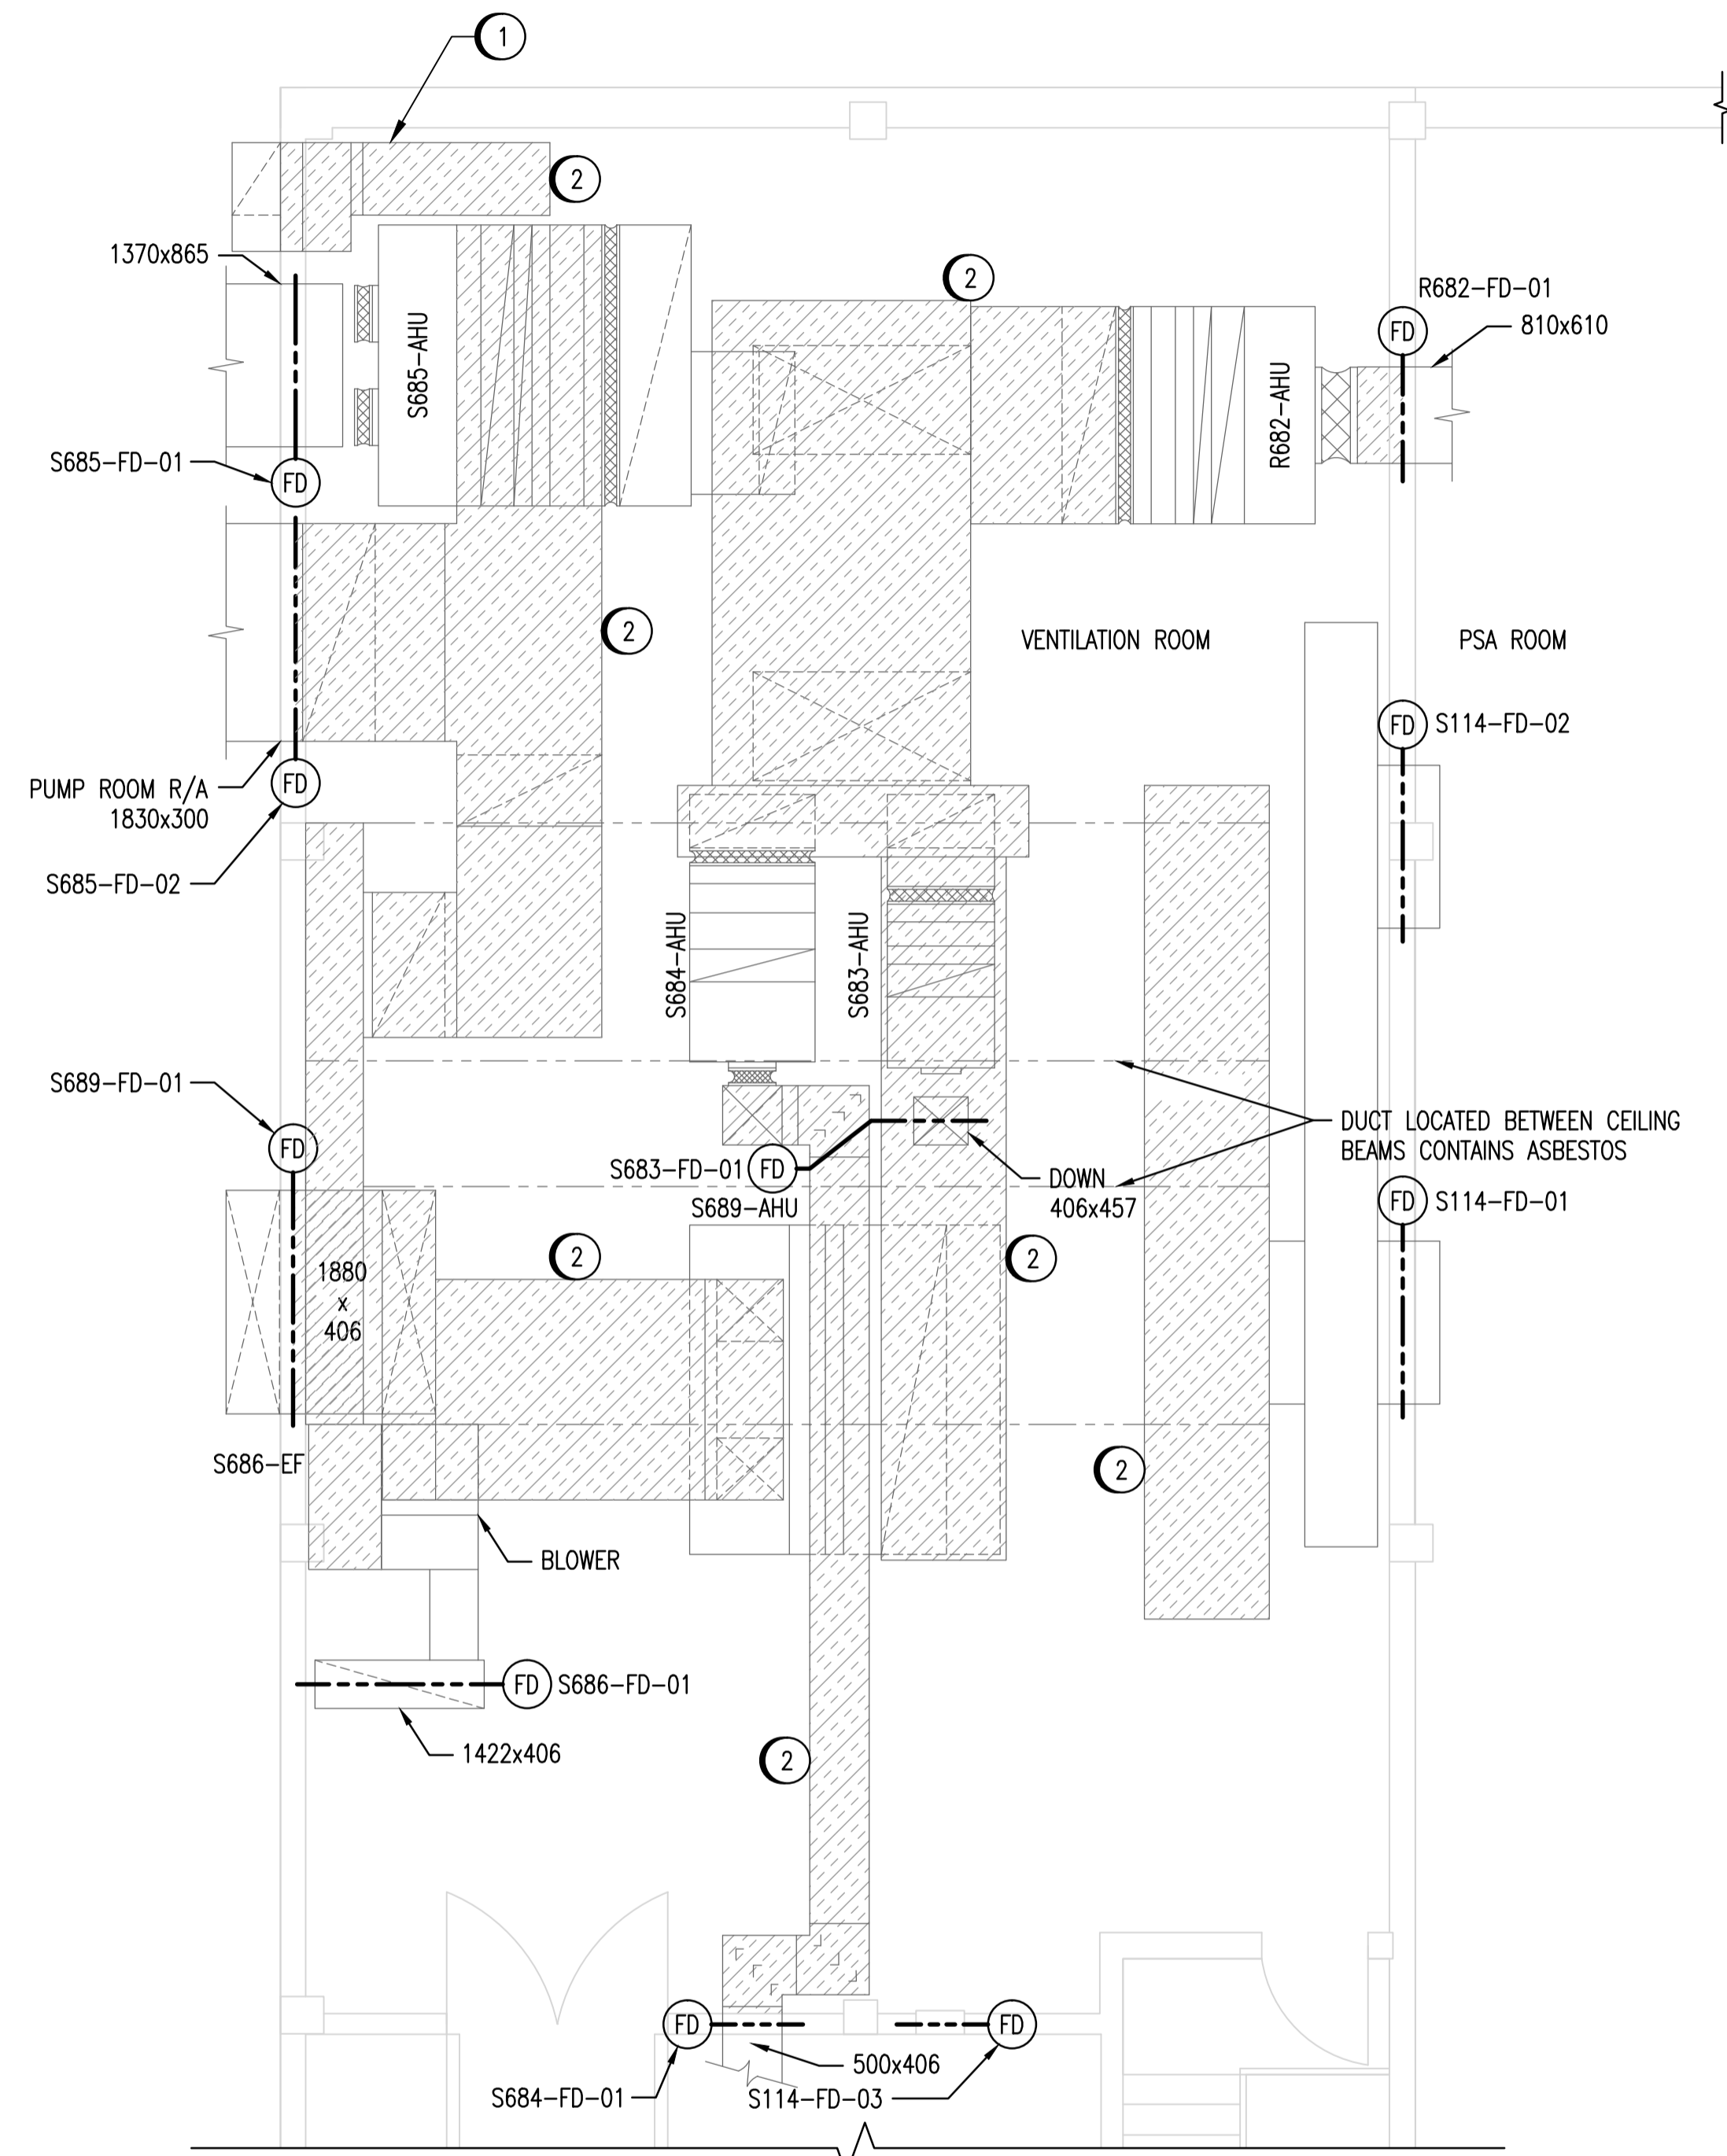 1
2
1370x865
2
R682-FD-01
FD
810x610
S685-AHU
R682-AHU
S685-FD-01
FD
2
VENTILATION ROOM
PSA ROOM
FD
S114-FD-02
PUMP ROOM R/A
1830x300
FD
S685-FD-02
S684-AHU
S683-AHU
S689-FD-01
FD
DUCT LOCATED BETWEEN CEILING
BEAMS CONTAINS ASBESTOS
S683-FD-01
FD
DOWN
406x457
S689-AHU
FD
S114-FD-01
2
2
1880
x
406
S686-EF
2
BLOWER
FD
S686-FD-01
1422x406
2
FD
FD
500x406
S684-FD-01
S114-FD-03